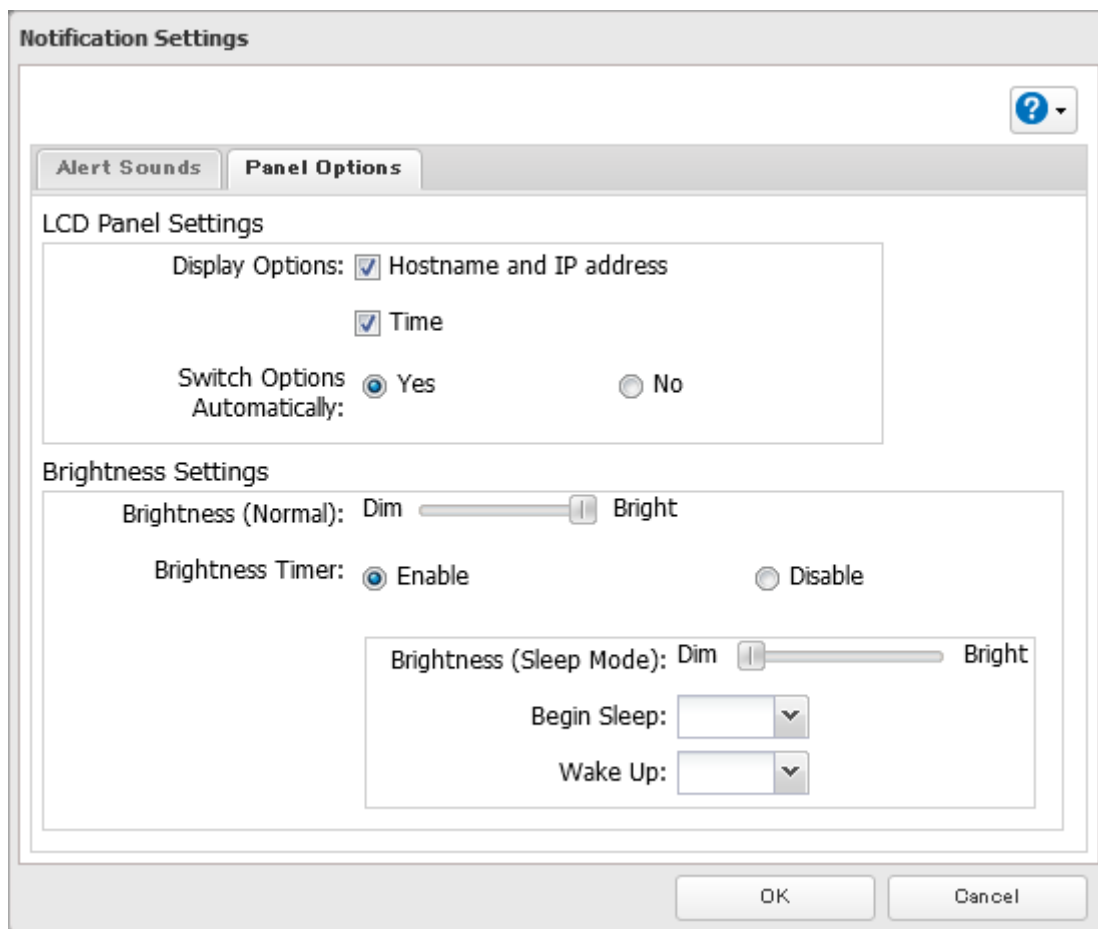 Notification Settings
?
Alert Sounds Panel Options
LCD Panel Settings
Display Options: Hostname and IP address
Time
Switch Options
Automatically: Yes No
Brightness Settings
Brightness (Normal): Dim Bright
Brightness Timer: Enable Disable
Brightness (Sleep Mode): Dim Bright
Begin Sleep:
Wake Up:
OK Cancel